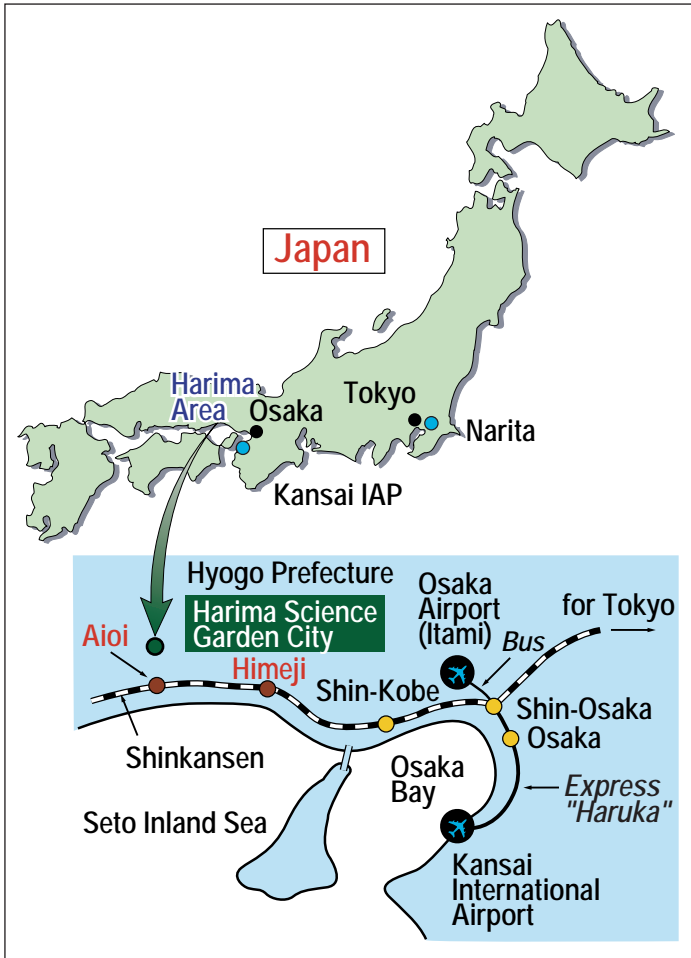 Japan
Harima
Area
Osaka
Tokyo
Narita
Kansai IAP
Hyogo Prefecture
Harima Science
Garden City
Osaka
Airport
(Itami)
for Tokyo
Bus
Aioi
Himeji
Shin-Kobe
Shin-Osaka
Osaka
Shinkansen
Osaka
Bay
Express
"Haruka"
Seto Inland Sea
Kansai
International
Airport